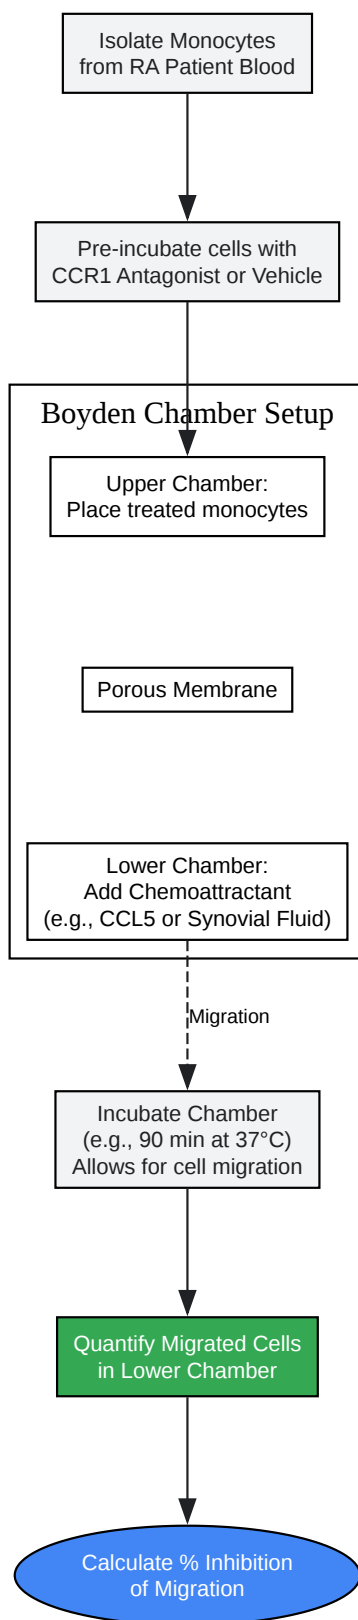 Isolate Monocytes
from RA Patient Blood
Pre-incubate cells with
CCR1 Antagonist or Vehicle
Boyden Chamber Setup
Upper Chamber:
Place treated monocytes
Porous Membrane
Lower Chamber:
Add Chemoattractant
(e.g., CCL5 or Synovial Fluid)
Migration
Incubate Chamber
(e.g., 90 min at 37°C)
Allows for cell migration
Quantify Migrated Cells
in Lower Chamber
Calculate % Inhibition
of Migration